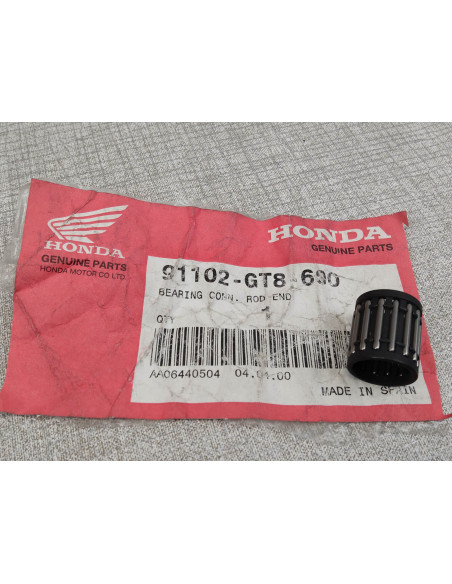 HONDA
GENUINE PARTS
HONDA MOTOR CO LTD.
HONDA
GENUINE PARTS
91102-GT8-690
BEARING CONN. ROD END
QTY 1
AA06440504 04.04.00
MADE IN SPAIN